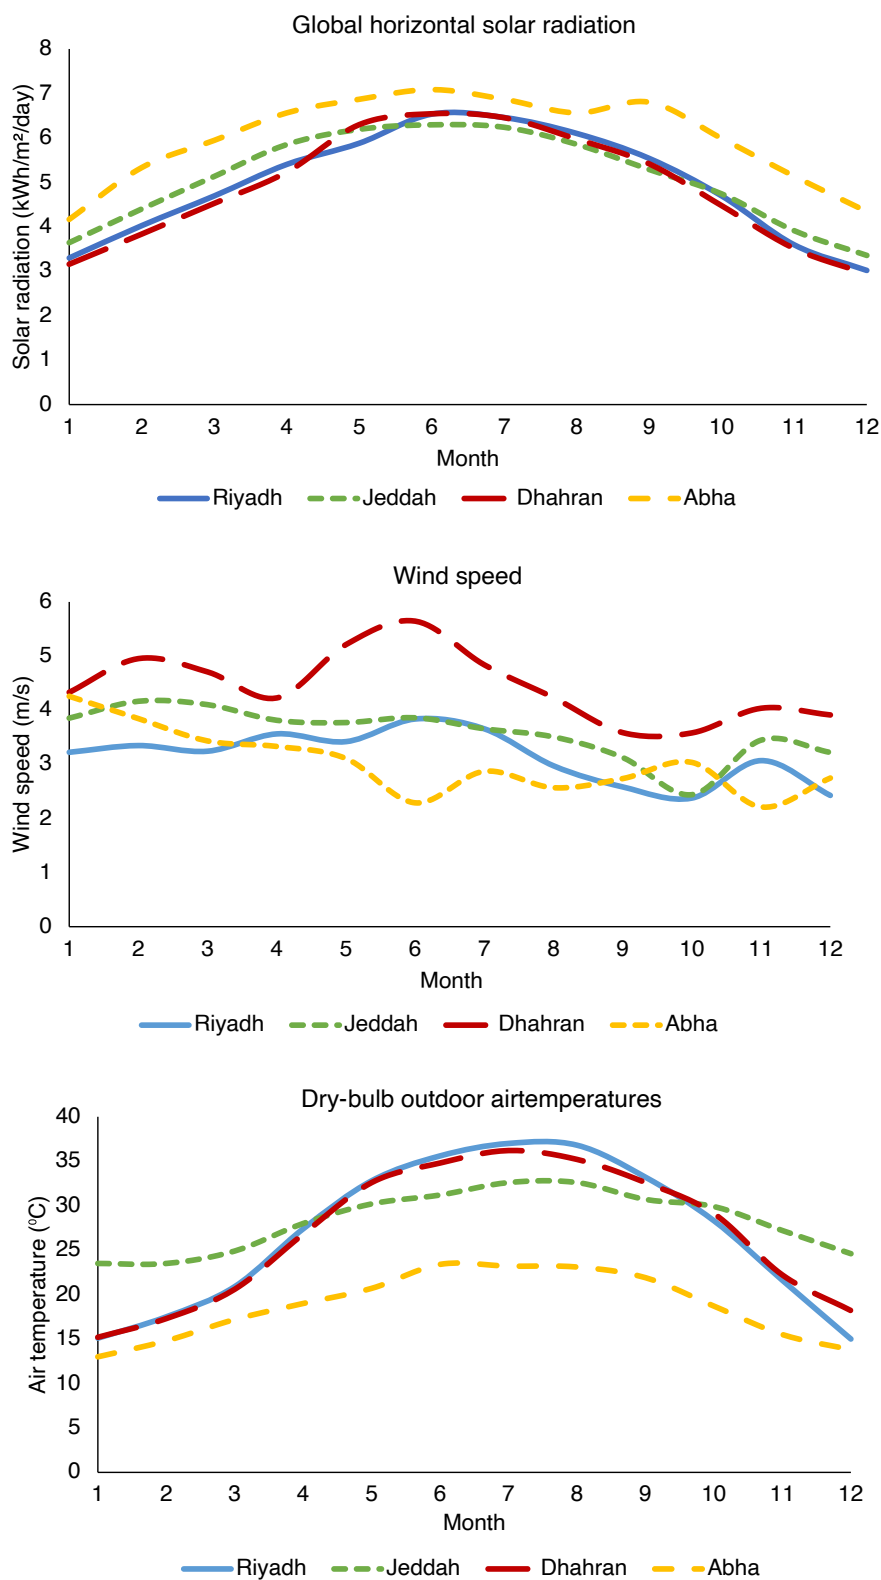 Global horizontal solar radiation
Solar radiation (kWh/m²/day)
8
7
6
5
4
3
2
1
0
1 2 3 4 5 6 7 8 9 10 11 12
Month
Riyadh Jeddah Dhahran Abha
Wind speed
Wind speed (m/s)
6
5
4
3
2
1
0
1 2 3 4 5 6 7 8 9 10 11 12
Month
Riyadh Jeddah Dhahran Abha
Dry-bulb outdoor airtemperatures
Air temperature (ºC)
40
35
30
25
20
15
10
5
0
1 2 3 4 5 6 7 8 9 10 11 12
Month
Riyadh Jeddah Dhahran Abha